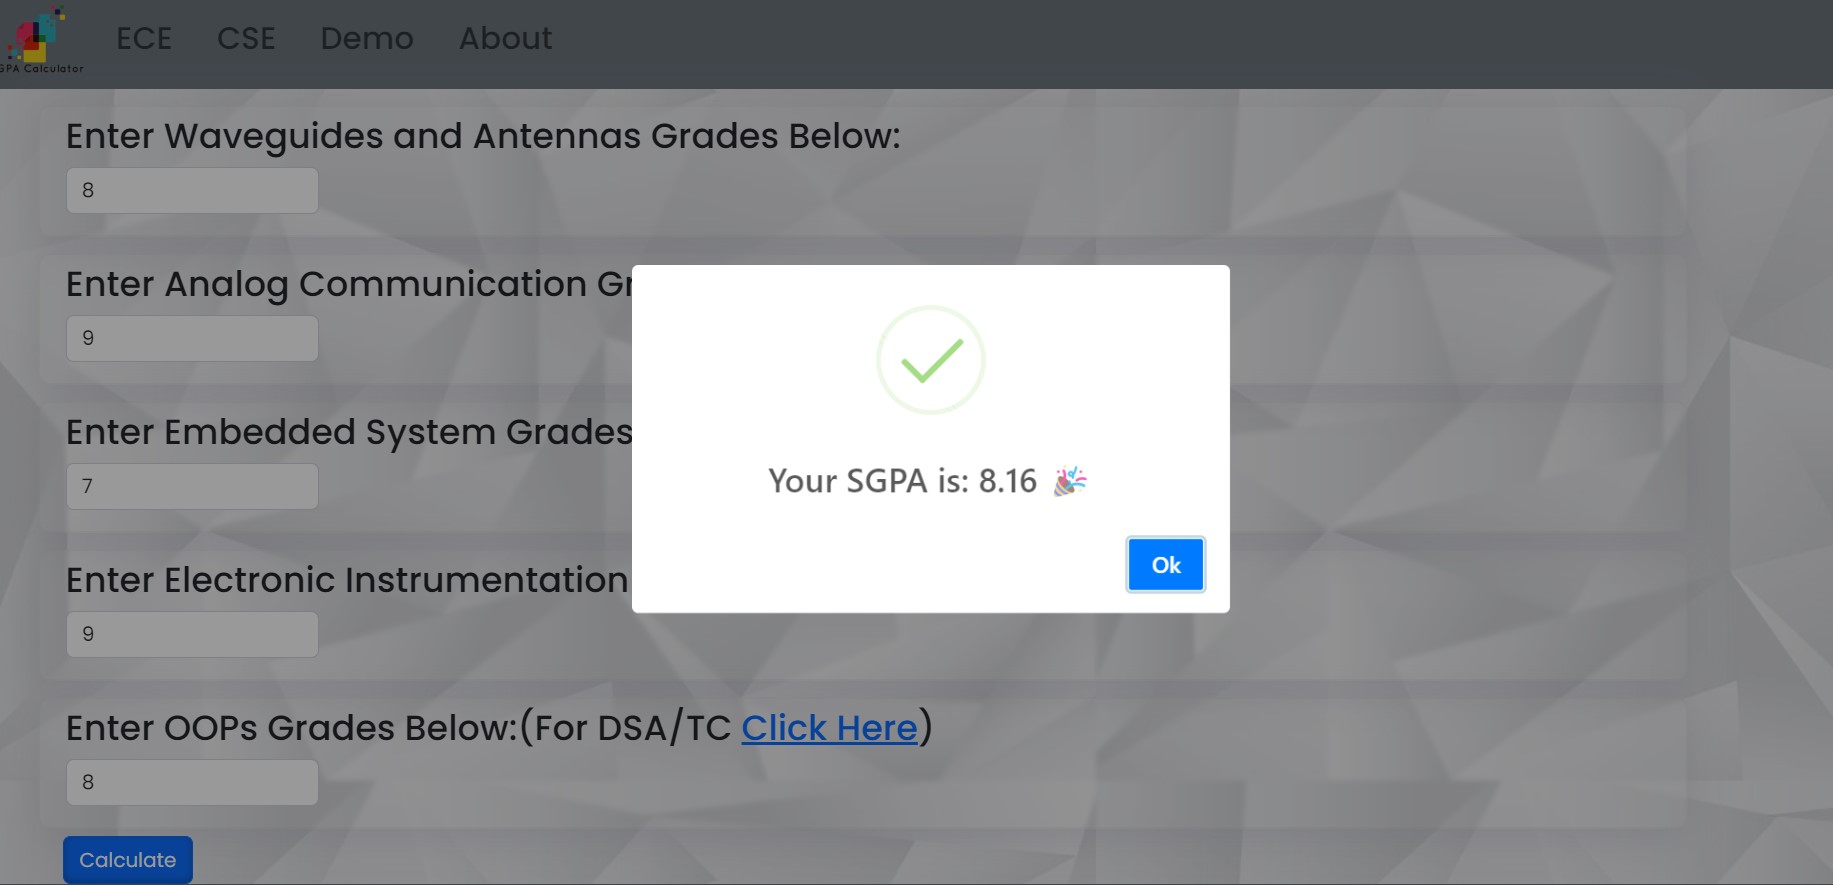 ECE CSE Demo About
GPA Calculator
Enter Waveguides and Antennas Grades Below:
8
Enter Analog Communication Gr
9
Enter Embedded System Grades
7
Enter Electronic Instrumentation
9
Your SGPA is: 8.16 🎉
Ok
Enter OOPs Grades Below:(For DSA/TC Click Here)
8
Calculate